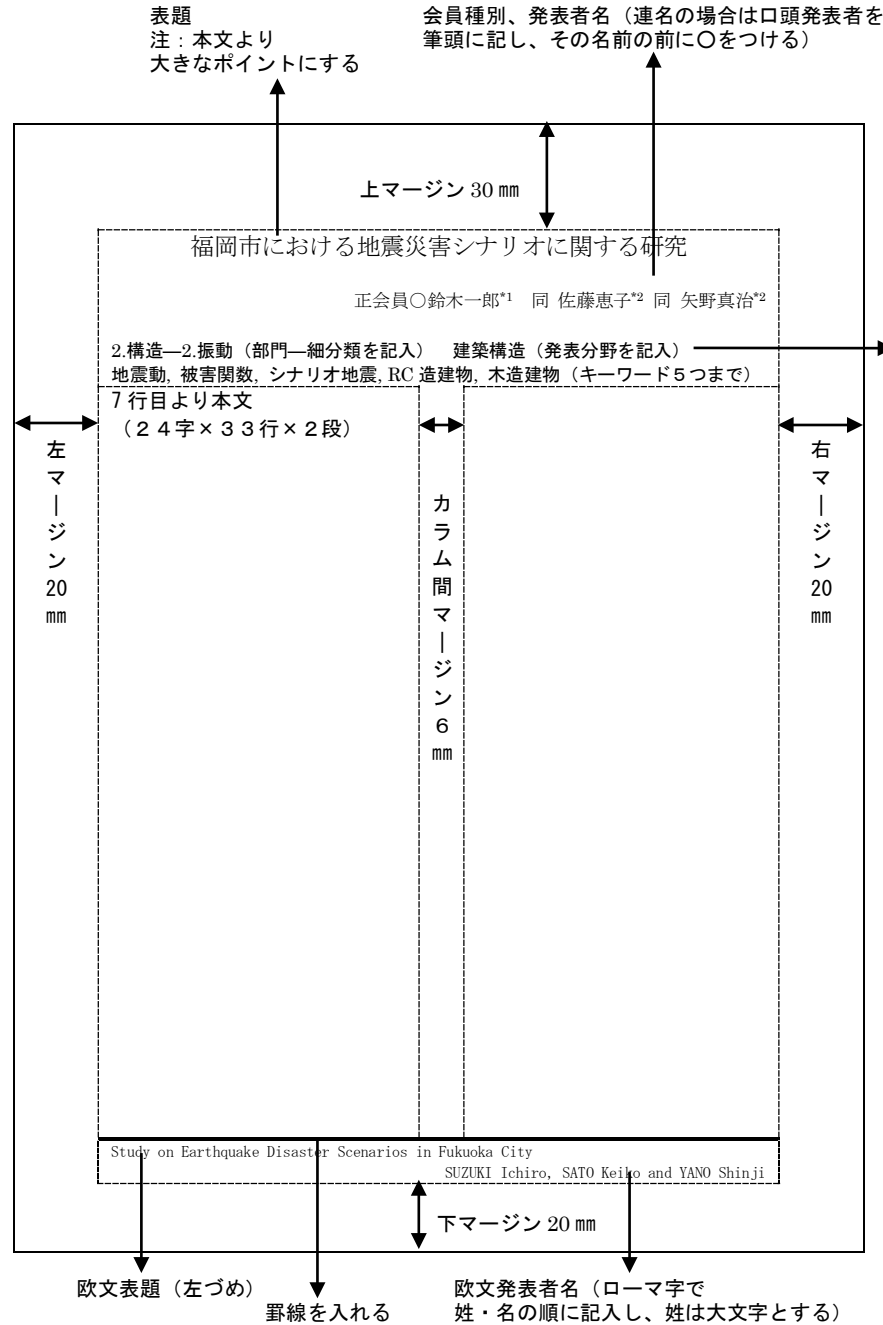 表題
注：本文より
大きなポイントにする
会員種別、発表者名（連名の場合は口頭発表者を
筆頭に記し、その名前の前に〇をつける）
上マージン 30 ㎜
福岡市における地震災害シナリオに関する研究
正会員〇鈴木一郎*1　同 佐藤恵子*2 同 矢野真治*2
2.構造―2.振動（部門―細分類を記入）　建築構造（発表分野を記入）
地震動, 被害関数, シナリオ地震, RC 造建物, 木造建物（キーワード５つまで）
7 行目より本文
（２４字×３３行×２段）
左マージン 20 ㎜
カラム間マージン 6 ㎜
右マージン 20 ㎜
Study on Earthquake Disaster Scenarios in Fukuoka City
SUZUKI Ichiro, SATO Keiko and YANO Shinji
下マージン 20 ㎜
欧文表題（左づめ）
罫線を入れる
欧文発表者名（ローマ字で
姓・名の順に記入し、姓は大文字とする）